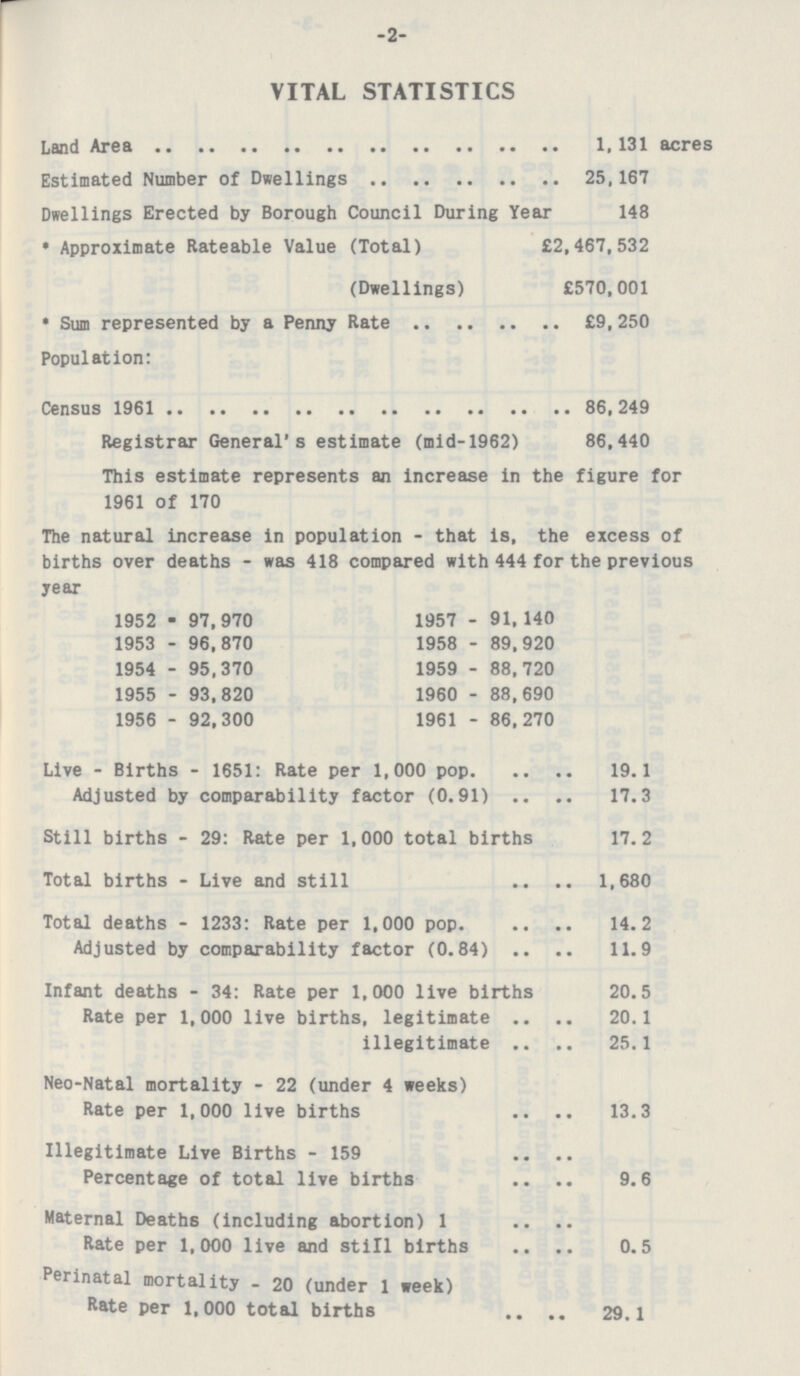 -2-
VITAL STATISTICS
Land Area .. .. .. .. .. .. .. .. .. .. 1,131 acres
Estimated Number of Dwellings .. .. .. .. .. 25,167
Dwellings Erected by Borough Council During Year 148
* Approximate Rateable Value (Total) £2,467,532
(Dwellings) £570,001
* Sum represented by a Penny Rate .. .. .. .. £9,250
Population:
Census 1961 .. .. .. .. .. .. .. .. .. .. 86,249
Registrar General's estimate (mid-1962) 86,440
This estimate represents an increase in the figure for
1961 of 170
The natural increase in population - that is, the excess of
births over deaths - was 418 compared with 444 for the previous
year
1952 - 97,970 1957 - 91,140
1953 - 96,870 1958 - 89,920
1954 - 95,370 1959 - 88,720
1955 - 93,820 1960 - 88,690
1956 - 92,300 1961 - 86,270
Live - Births - 1651: Rate per 1,000 pop. .. .. 19.1
Adjusted by comparability factor (0.91) .. .. 17.3
Still births - 29: Rate per 1,000 total births 17.2
Total births - Live and still .. .. 1,680
Total deaths - 1233: Rate per 1,000 pop. .. .. 14.2
Adjusted by comparability factor (0.84) .. .. 11.9
Infant deaths - 34: Rate per 1,000 live births 20.5
Rate per 1,000 live births, legitimate .. .. 20.1
illegitimate .. .. 25.1
Neo-Natal mortality - 22 (under 4 weeks)
Rate per 1,000 live births .. .. 13.3
Illegitimate Live Births - 159 .. ..
Percentage of total live births .. .. 9.6
Maternal Deaths (including abortion) 1 .. ..
Rate per 1,000 live and still births .. .. 0.5
Perinatal mortality - 20 (under 1 week)
Rate per 1,000 total births .. .. 29.1